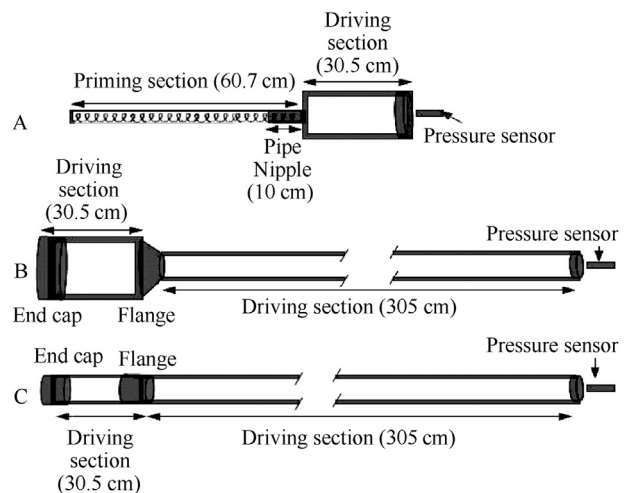 Driving
section
(30.5 cm)
Priming section (60.7 cm)
A
Pressure sensor
Pipe
Nipple
(10 cm)
Driving
section
(30.5 cm)
Pressure sensor
B
Driving section (305 cm)
End cap
Flange
End cap
Flange
Pressure sensor
C
Driving
section
(30.5 cm)
Driving section (305 cm)